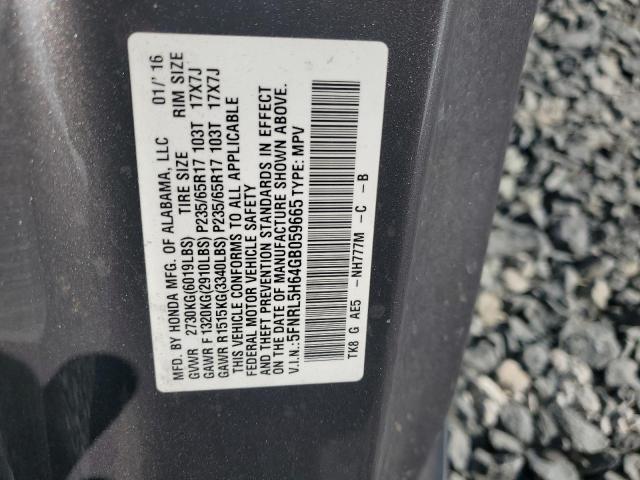 MFD. BY HONDA MFG. OF ALABAMA, LLC 01/'16
GVWR 2730KG(6019LBS) TIRE SIZE RIM SIZE
GAWR F 1320KG(2910LBS) P235/65R17 103T 17X7J
GAWR R 1515KG(3340LBS) P235/65R17 103T 17X7J
THIS VEHICLE CONFORMS TO ALL APPLICABLE
FEDERAL MOTOR VEHICLE SAFETY
AND THEFT PREVENTION STANDARDS IN EFFECT
ON THE DATE OF MANUFACTURE SHOWN ABOVE.
V.I.N.:5FNRL5H64GB059665 TYPE: MPV
TK8 G AE5 -NH777M -C -B